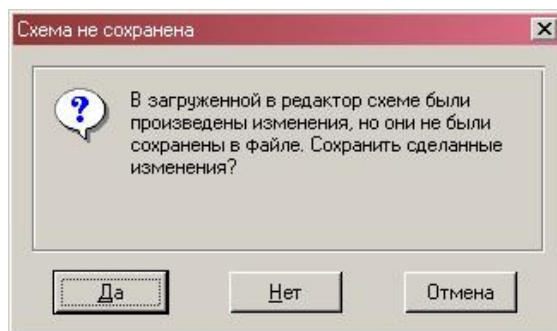 Схема не сохранена
В загруженной в редактор схеме были
произведены изменения, но они не были
сохранены в файле. Сохранить сделанные
изменения?
Да
Нет
Отмена